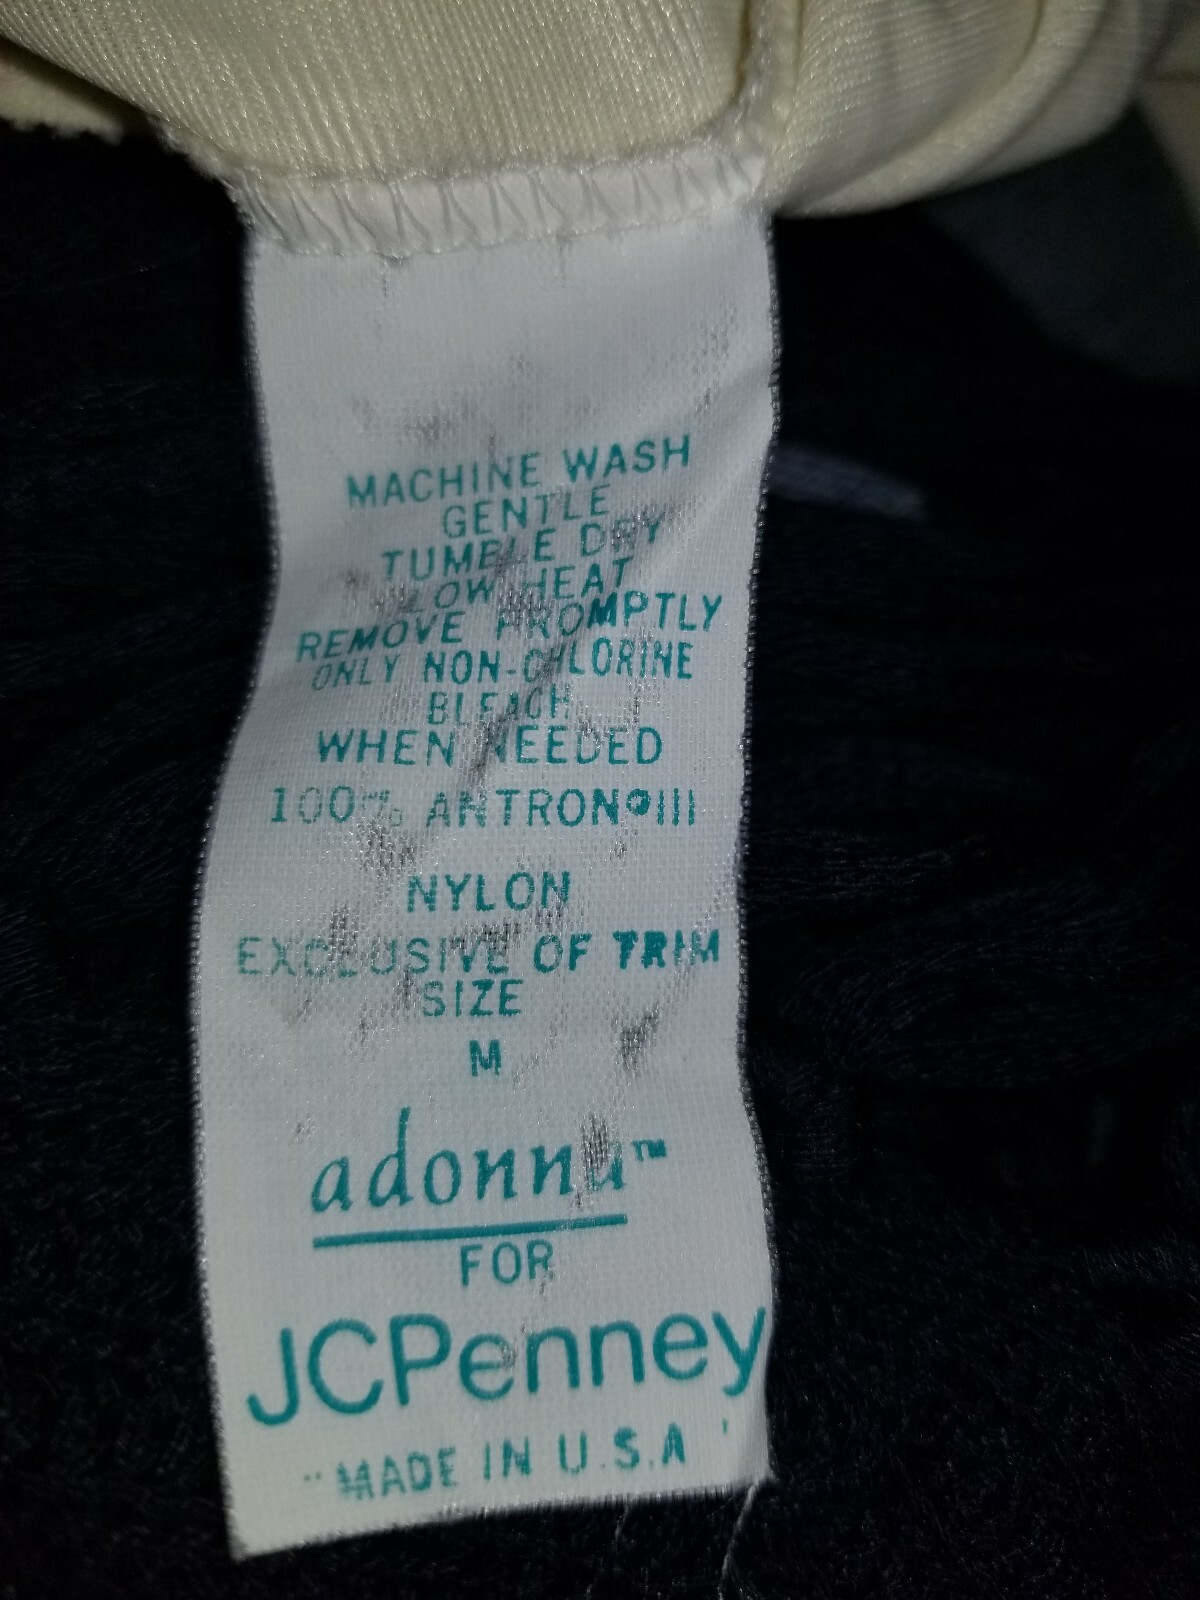 MACHINE WASH
GENTLE
TUMBLE DRY
LOW HEAT
REMOVE PROMPTLY
ONLY NON-CHLORINE
BLEACH
WHEN NEEDED
100% ANTRON® III
NYLON
EXCLUSIVE OF TRIM
SIZE
M
adonna™
FOR
JCPenney
"MADE IN U.S.A'